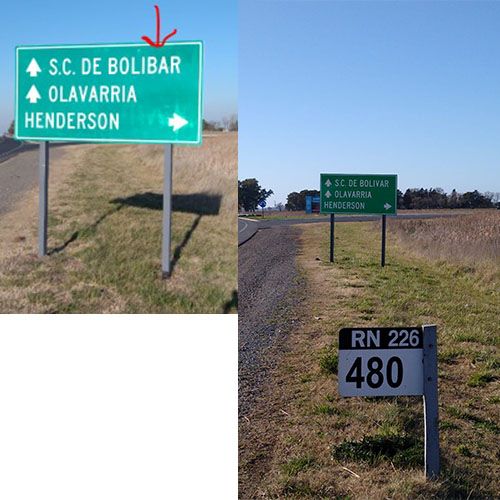 S.C. DE BOLIBAR
OLAVARRIA
HENDERSON
S.C. DE BOLIVAR
OLAVARRIA
HENDERSON
RN 226
480